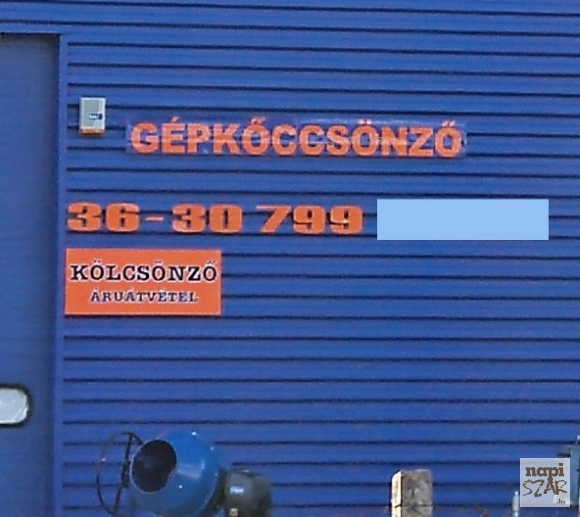 GÉPKŐCCSÖNZŐ
36-30 799
KÖLCSÖNZŐ
ÁRUÁTVÉTEL
napi
SZAR